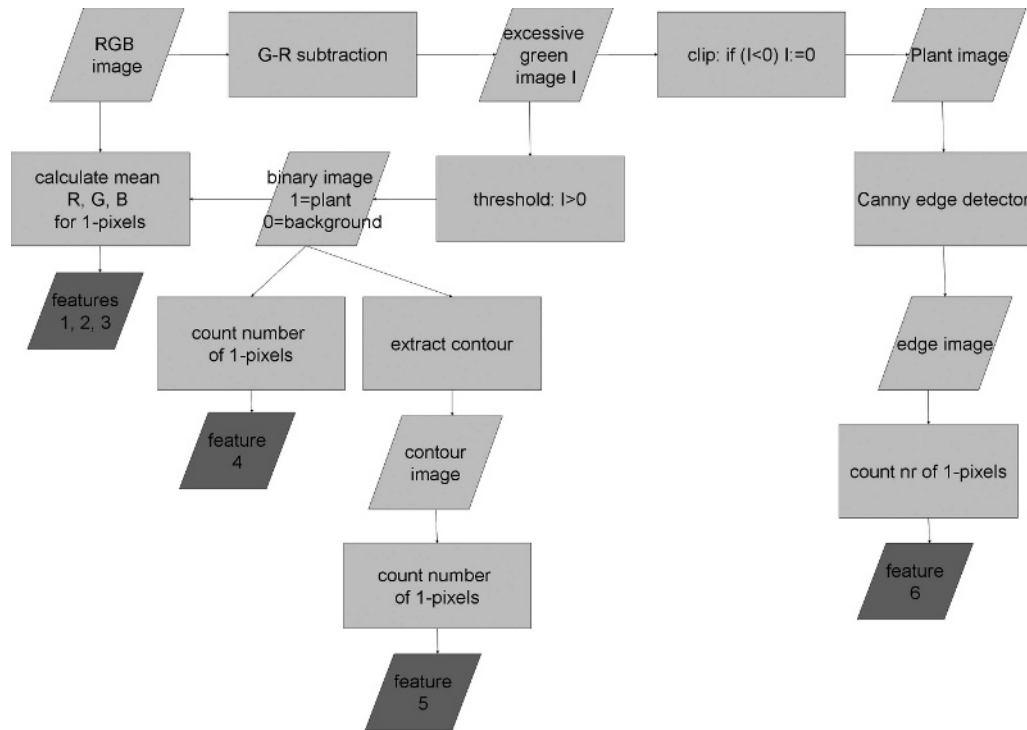 RGB
image
G-R subtraction
excessive
green
image I
clip: if (I<0) I:=0
Plant image
calculate mean
R, G, B
for 1-pixels
binary image
1=plant
0=background
threshold: I>0
Canny edge detector
features
1, 2, 3
count number
of 1-pixels
extract contour
edge image
feature
4
contour
image
count nr of 1-pixels
count number
of 1-pixels
feature
6
feature
5